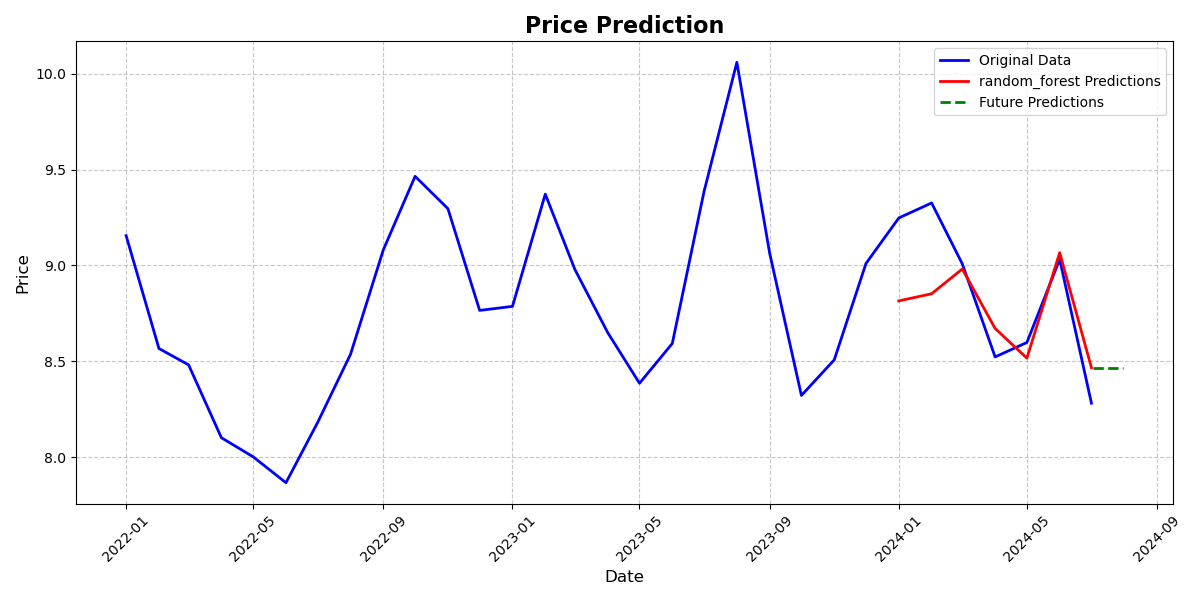 Price Prediction
Original Data
random_forest Predictions
Future Predictions
Price
10.0
9.5
9.0
8.5
8.0
2022-01
2022-05
2022-09
2023-01
2023-05
2023-09
2024-01
2024-05
2024-09
Date